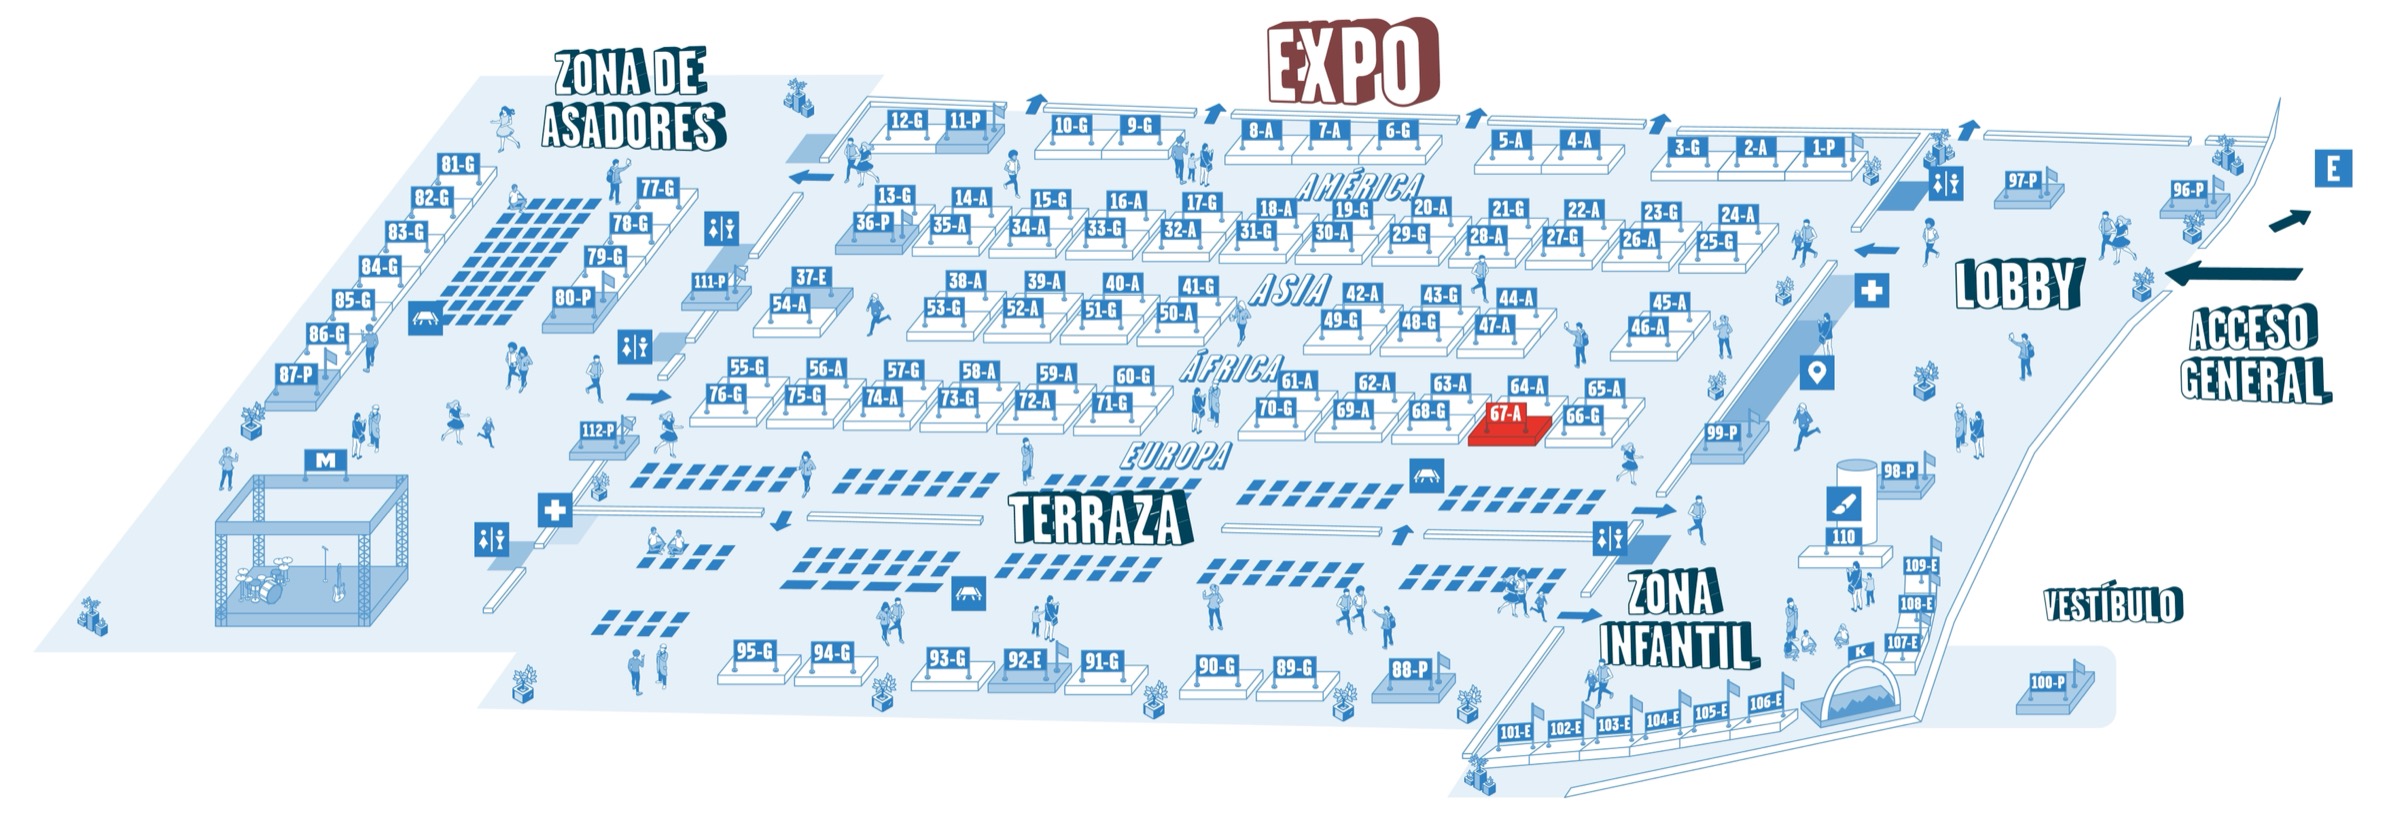 EXPO
ZONA DE
ASADORES
12-G 11-P 10-G 9-G 8-A 7-A 6-G 5-A 4-A 3-G 2-A 1-P
AMÉRICA
13-G 14-A 15-G 16-A 17-G 18-A 19-G 20-A 21-G 22-A 23-G 24-A
36-P 35-A 34-A 33-G 32-A 31-G 30-A 29-G 28-A 27-G 26-A 25-G
ASIA
37-E 38-A 39-A 40-A 41-G 42-A 43-G 44-A 45-A
54-A 53-G 52-A 51-G 50-A 49-G 48-G 47-A 46-A
ÁFRICA
55-G 56-A 57-G 58-A 59-A 60-G 61-A 62-A 63-A 64-A 65-A
76-G 75-G 74-A 73-G 72-A 71-G 70-G 69-A 68-G 67-A 66-G
EUROPA
81-G
82-G
83-G
84-G
85-G
86-G
87-P
77-G
78-G
79-G
80-P
111-P
112-P
M
TERRAZA
95-G 94-G 93-G 92-E 91-G 90-G 89-G 88-P
97-P 96-P
E
LOBBY
ACCESO
GENERAL
99-P
98-P
110
ZONA
INFANTIL
109-E
108-E
107-E
K
101-E 102-E 103-E 104-E 105-E 106-E
VESTÍBULO
100-P